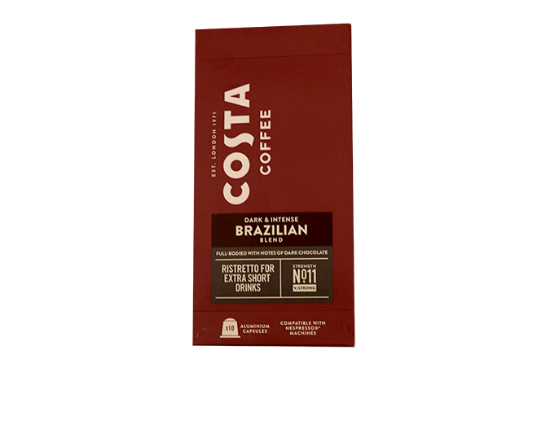 EST. LONDON 1971
COSTA
COFFEE
DARK & INTENSE
BRAZILIAN
BLEND
FULL-BODIED WITH NOTES OF DARK CHOCOLATE
RISTRETTO FOR
EXTRA SHORT
DRINKS
STRENGTH
Nº11
V. STRONG
x10
ALUMINIUM
CAPSULES
COMPATIBLE WITH
NESPRESSO®
MACHINES